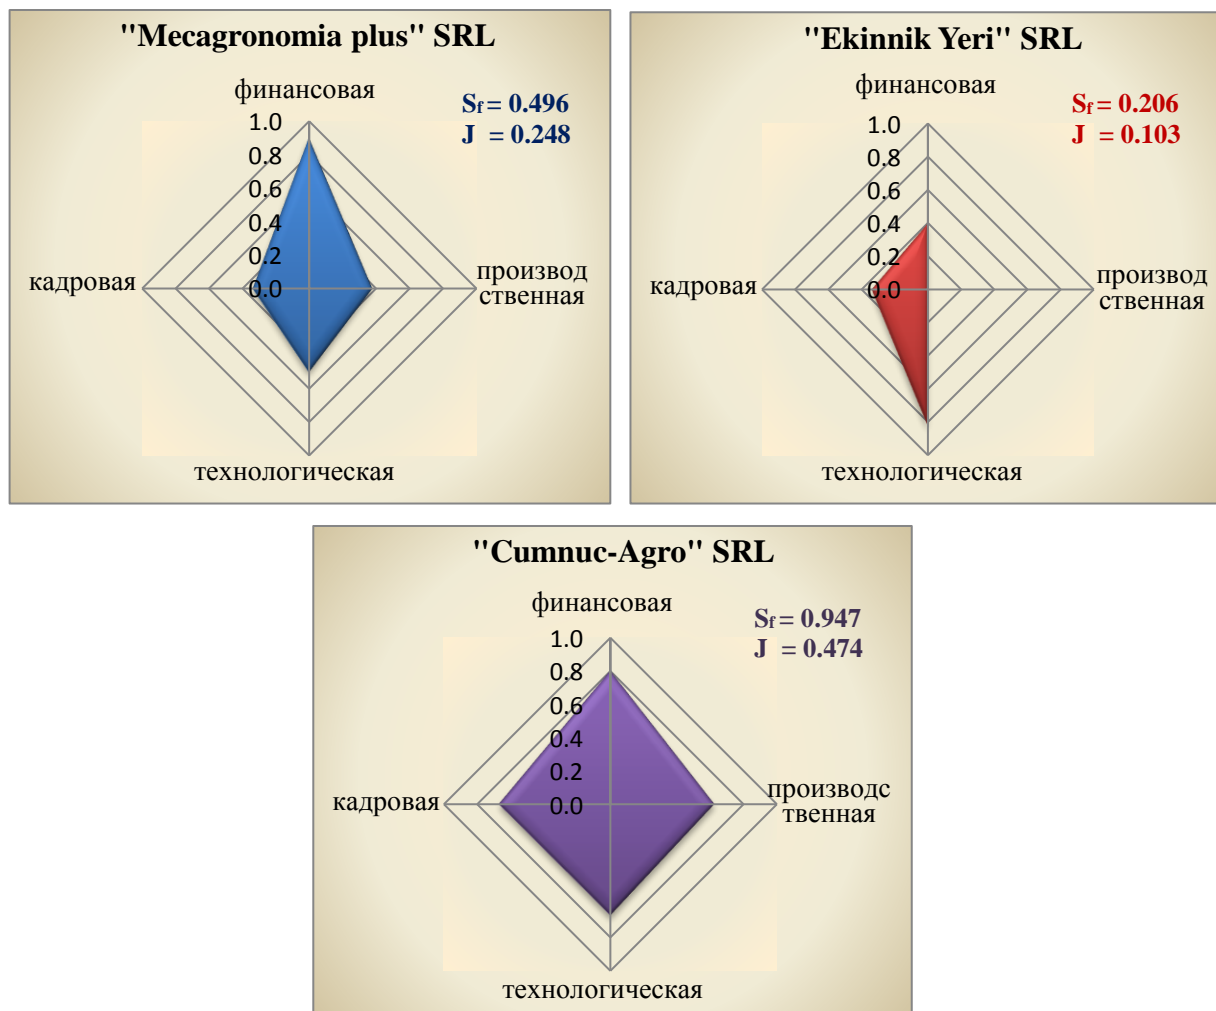 "Mecagronomia plus" SRL
финансовая
Sf = 0.496
J = 0.248
1.0
0.8
0.6
0.4
0.2
0.0
кадровая
производ
ственная
технологическая
"Ekinnik Yeri" SRL
финансовая
Sf = 0.206
J = 0.103
1.0
0.8
0.6
0.4
0.2
0.0
кадровая
производ
ственная
технологическая
"Cumnuc-Agro" SRL
финансовая
Sf = 0.947
J = 0.474
1.0
0.8
0.6
0.4
0.2
0.0
кадровая
производс
твенная
технологическая